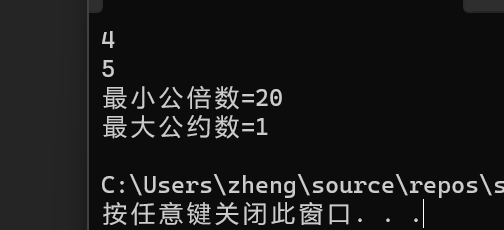 4
5
最小公倍数=20
最大公约数=1
C:\Users\zheng\source\repos\s
按任意键关闭此窗口. . .